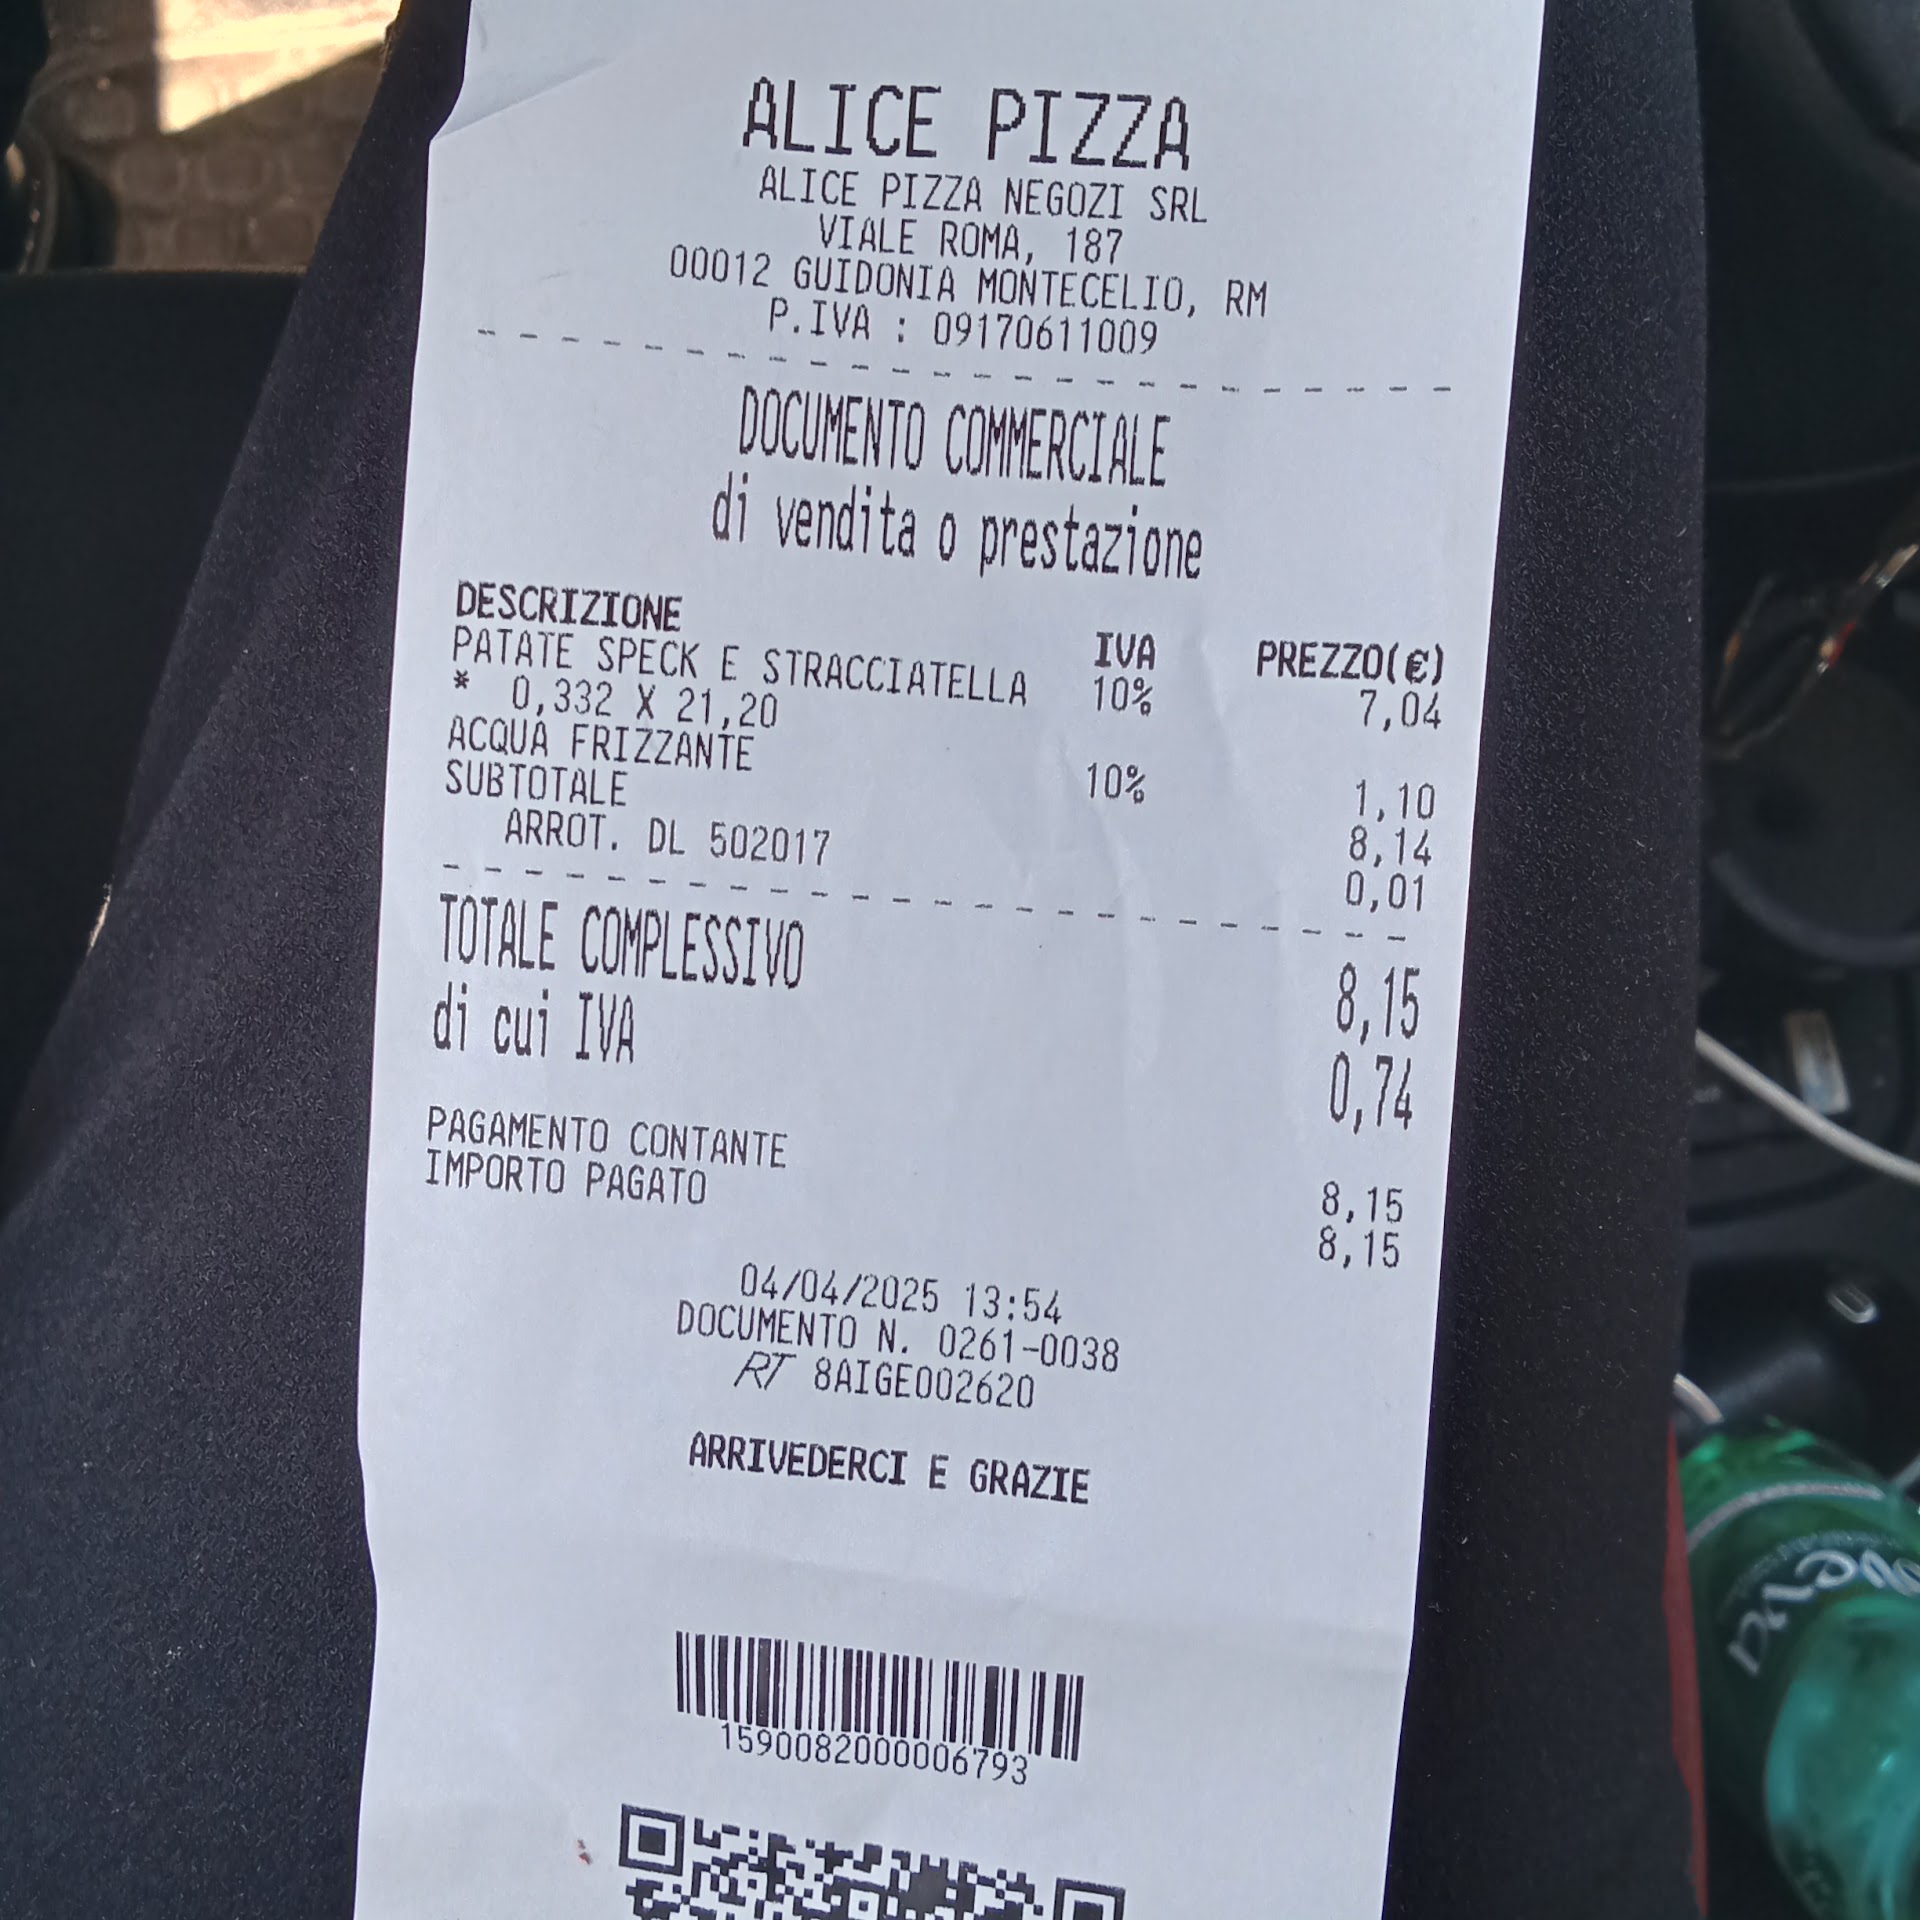 ALICE PIZZA
ALICE PIZZA NEGOZI SRL
VIALE ROMA, 187
00012 GUIDONIA MONTECELIO, RM
P.IVA : 09170611009
DOCUMENTO COMMERCIALE
di vendita o prestazione
DESCRIZIONE IVA PREZZO(€)
PATATE SPECK E STRACCIATELLA 10% 7,04
* 0,332 X 21,20
ACQUA FRIZZANTE 10% 1,10
SUBTOTALE 8,14
ARROT. DL 502017 0,01
TOTALE COMPLESSIVO 8,15
di cui IVA 0,74
PAGAMENTO CONTANTE 8,15
IMPORTO PAGATO 8,15
04/04/2025 13:54
DOCUMENTO N. 0261-0038
RT 8AIGE002620
ARRIVEDERCI E GRAZIE
1590082000006793